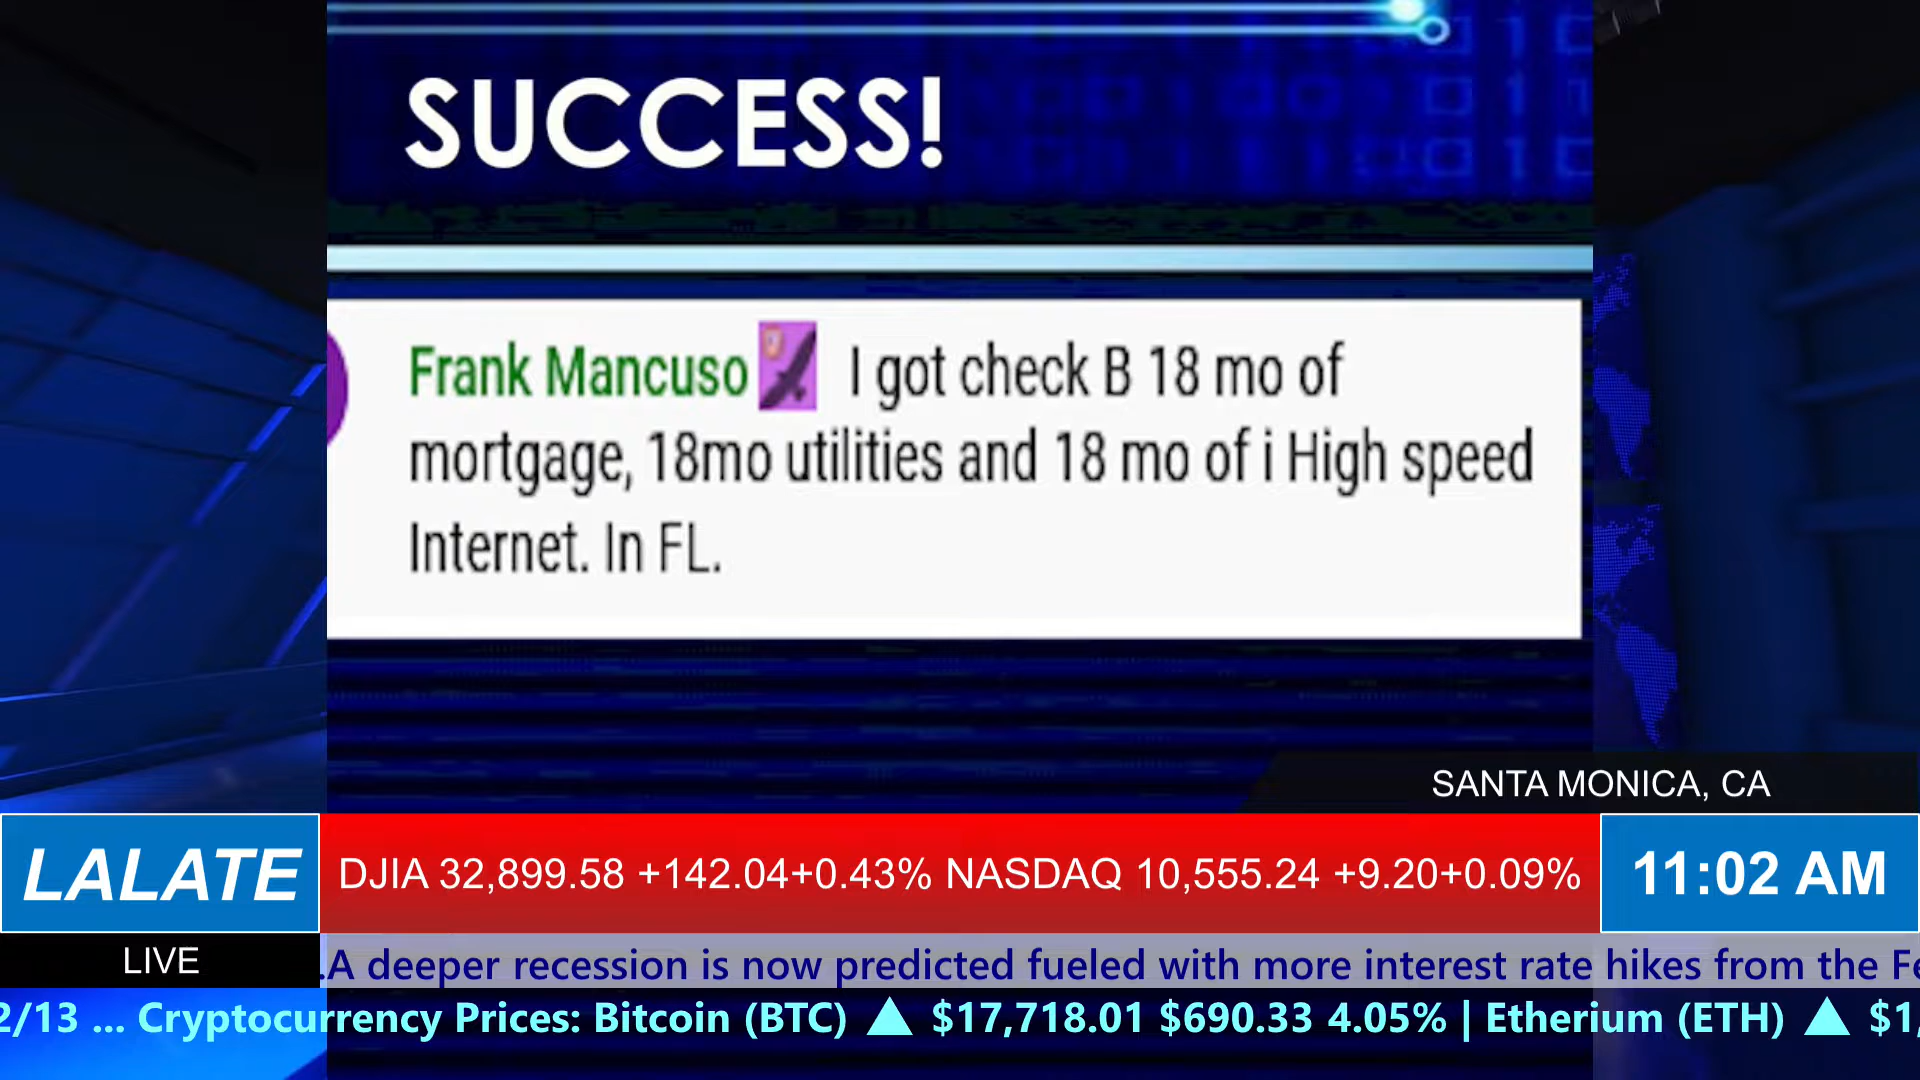 SUCCESS!
Frank Mancuso I got check B 18 mo of
mortgage, 18mo utilities and 18 mo of i High speed
Internet. In FL.
SANTA MONICA, CA
LALATE
DJIA 32,899.58 +142.04+0.43% NASDAQ 10,555.24 +9.20+0.09%
11:02 AM
LIVE
.A deeper recession is now predicted fueled with more interest rate hikes from the Fe
2/13 ... Cryptocurrency Prices: Bitcoin (BTC) ▲ $17,718.01 $690.33 4.05% | Etherium (ETH) ▲ $1,